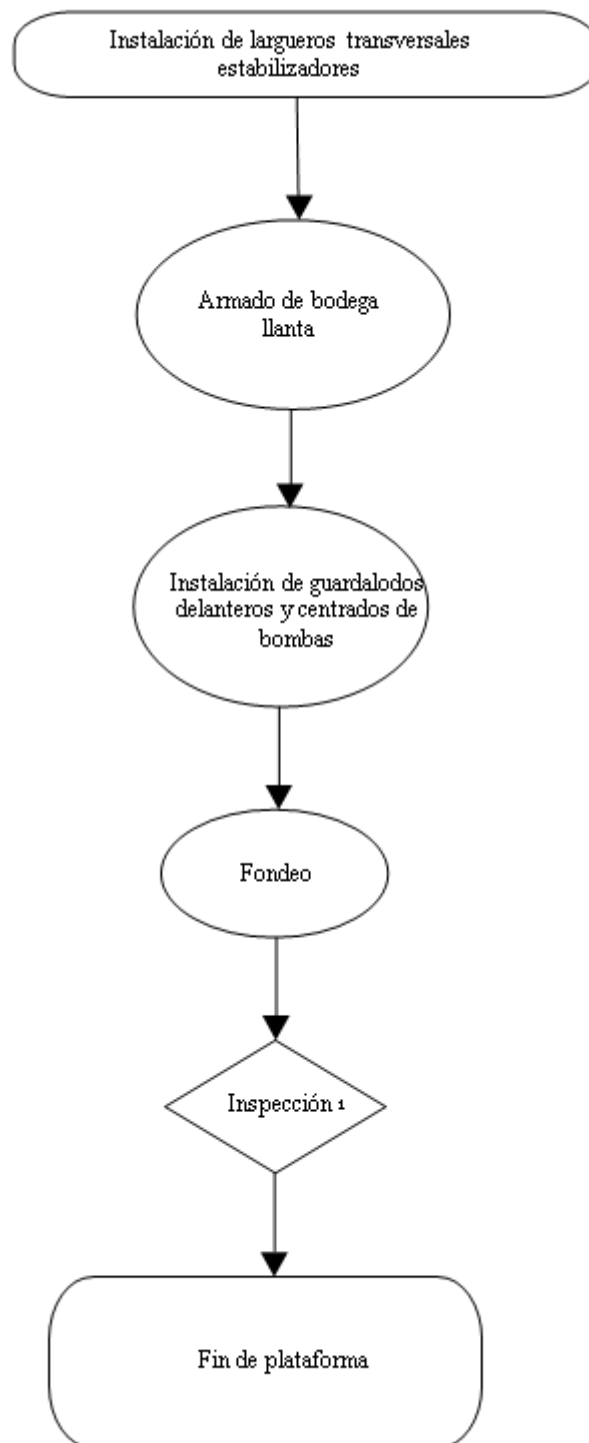 Instalación de largueros transversales
estabilizadores
Armado de bodega
llanta
Instalación de guardalodos
delanteros y centrados de
bombas
Fondeo
Inspección 1
Fin de plataforma